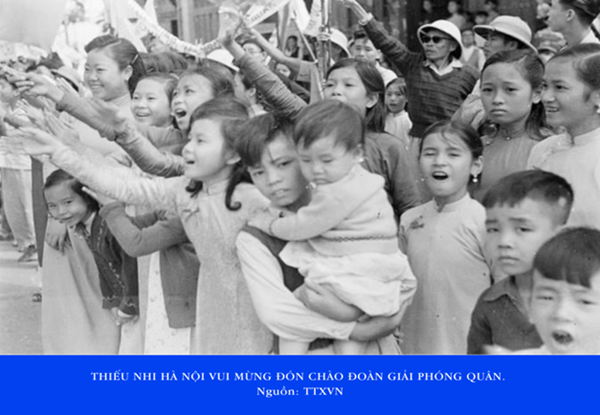 THIẾU NHI HÀ NỘI VUI MỪNG ĐÓN CHÀO ĐOÀN GIẢI PHÓNG QUÂN.
Nguồn: TTXVN